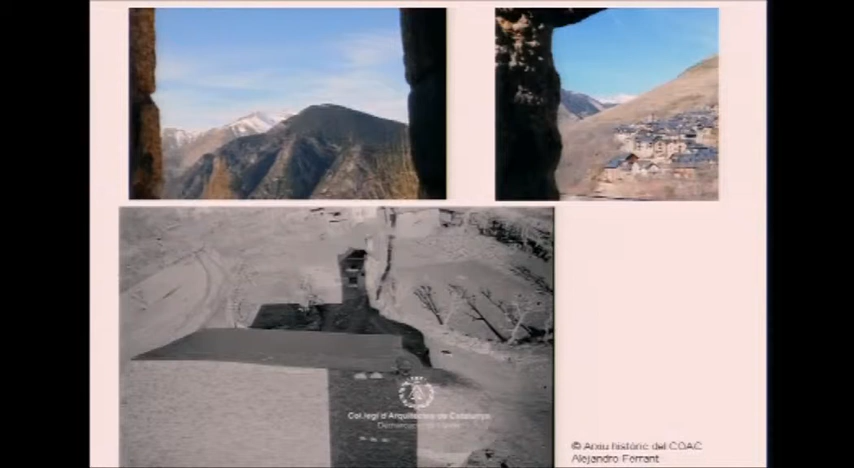 Col·legi d'Arquitectes de Catalunya
© Arxiu històric del COAC
Alejandro Ferrant